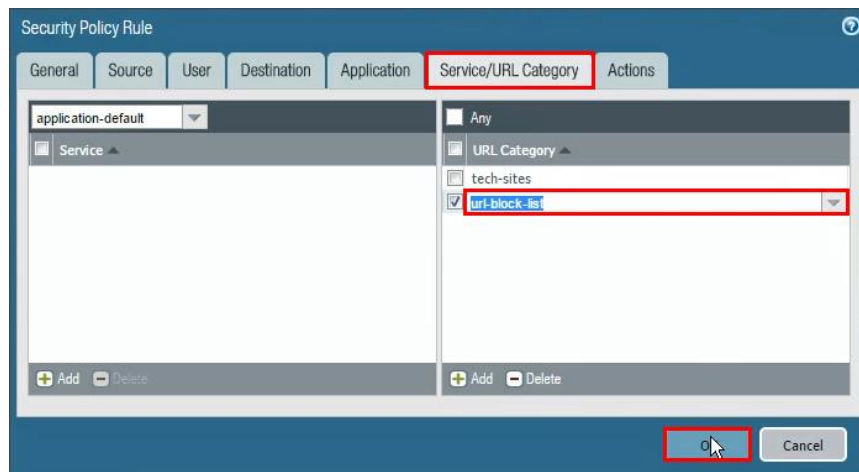 Security Policy Rule
General Source User Destination Application Service/URL Category Actions
application-default
Service
Add Delete
Any
URL Category
tech-sites
url-block-list
Add Delete
Cancel